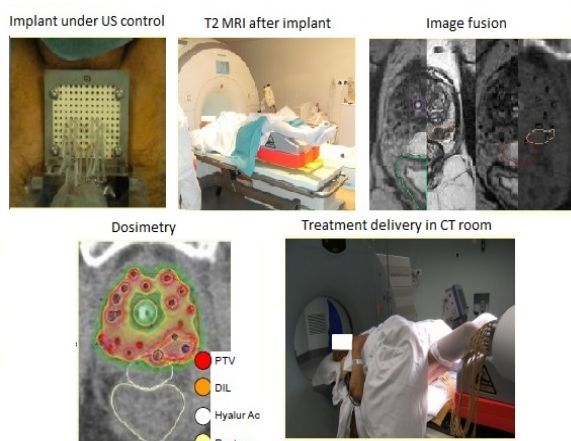 Implant under US control
T2 MRI after implant
Image fusion
Dosimetry
Treatment delivery in CT room
PTV
DIL
Hyalur Ac